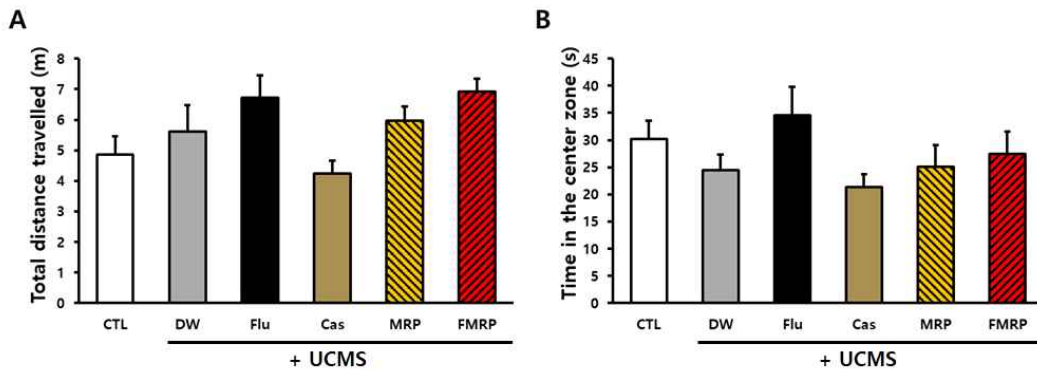 A
Total distance travelled (m)
8
7
6
5
4
3
2
1
0
CTL DW Flu Cas MRP FMRP
+ UCMS
B
Time in the center zone (s)
45
40
35
30
25
20
15
10
5
0
CTL DW Flu Cas MRP FMRP
+ UCMS